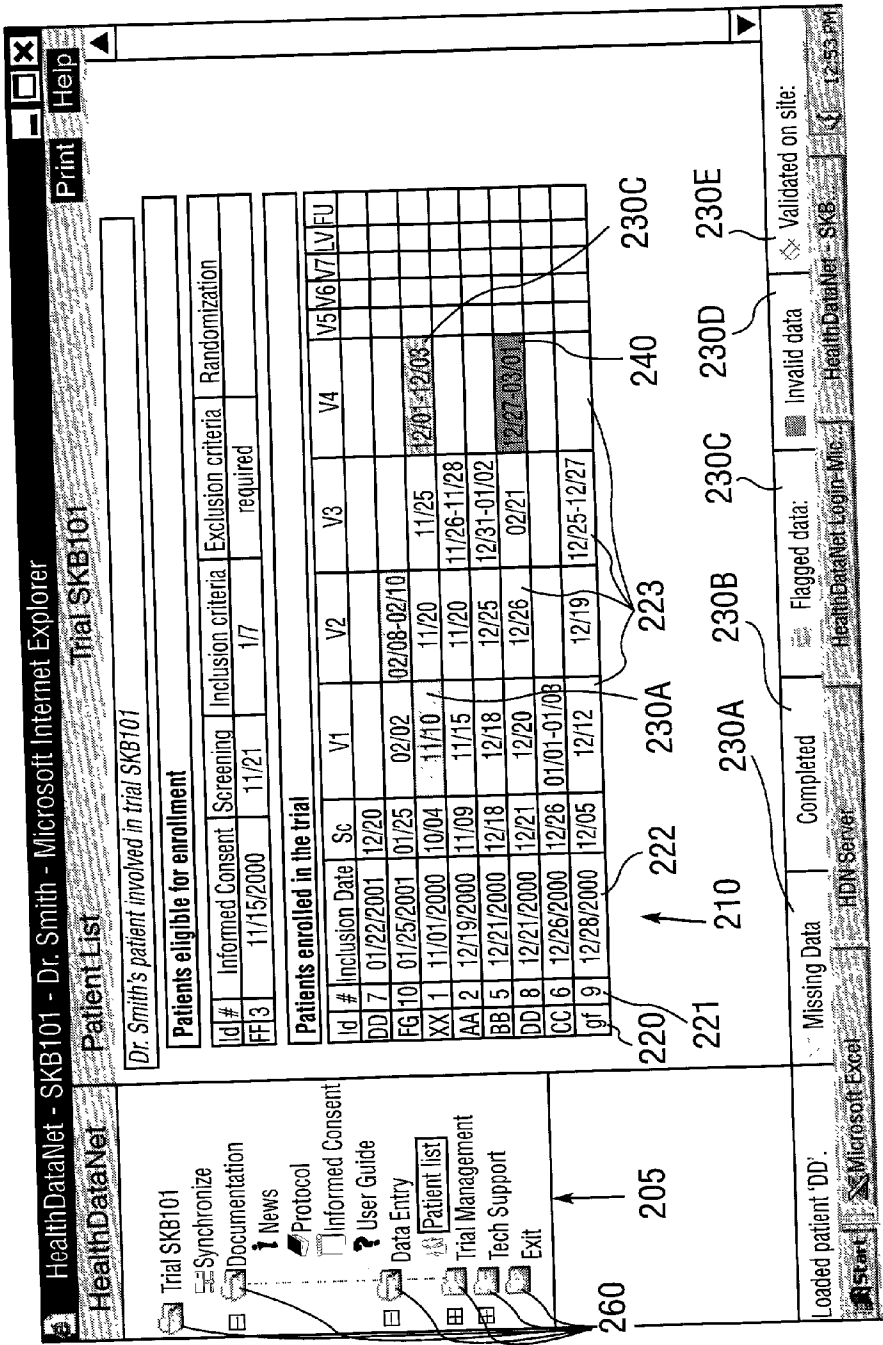 HealthDataNet - SKB101 - Dr. Smith - Microsoft Internet Explorer
HealthDataNet Patient List Trial SKB101 Print Help
Trial SKB101
Synchronize
Documentation
News
Protocol
Informed Consent
User Guide
Data Entry
Patient list
Trial Management
Tech Support
Exit
260
205
Dr. Smith's patient involved in trial SKB101
Patients eligible for enrollment
Id # Informed Consent Screening Inclusion criteria Exclusion criteria Randomization
FF 3 11/15/2000 11/21 1/7 required
Patients enrolled in the trial
Id # Inclusion Date Sc V1 V2 V3 V4 V5 V6 V7 LV FU
DD 7 01/22/2001 12/20
FG 10 01/25/2001 01/25 02/02 02/08-02/10
XX 1 11/01/2000 10/04 11/10 11/20 11/25 12/01-12/03
AA 2 12/19/2000 11/09 11/15 11/20 11/26-11/28
BB 5 12/21/2000 12/18 12/18 12/25 12/31-01/02
DD 8 12/21/2000 12/21 12/20 12/26 02/21 12/27-03/01
CC 6 12/26/2000 12/26 01/01-01/08
gf 9 12/28/2000 12/05 12/12 12/19 12/25-12/27
220
221
222
210
230A
223
240
230C
230A
230B
230C
230D
230E
Loaded patient 'DD'. Missing Data Completed Flagged data: Invalid data Validated on site:
Start Microsoft Excel HDN Server HealthDataNet Login-Mic... HealthDataNet - SKB... 12:53 PM